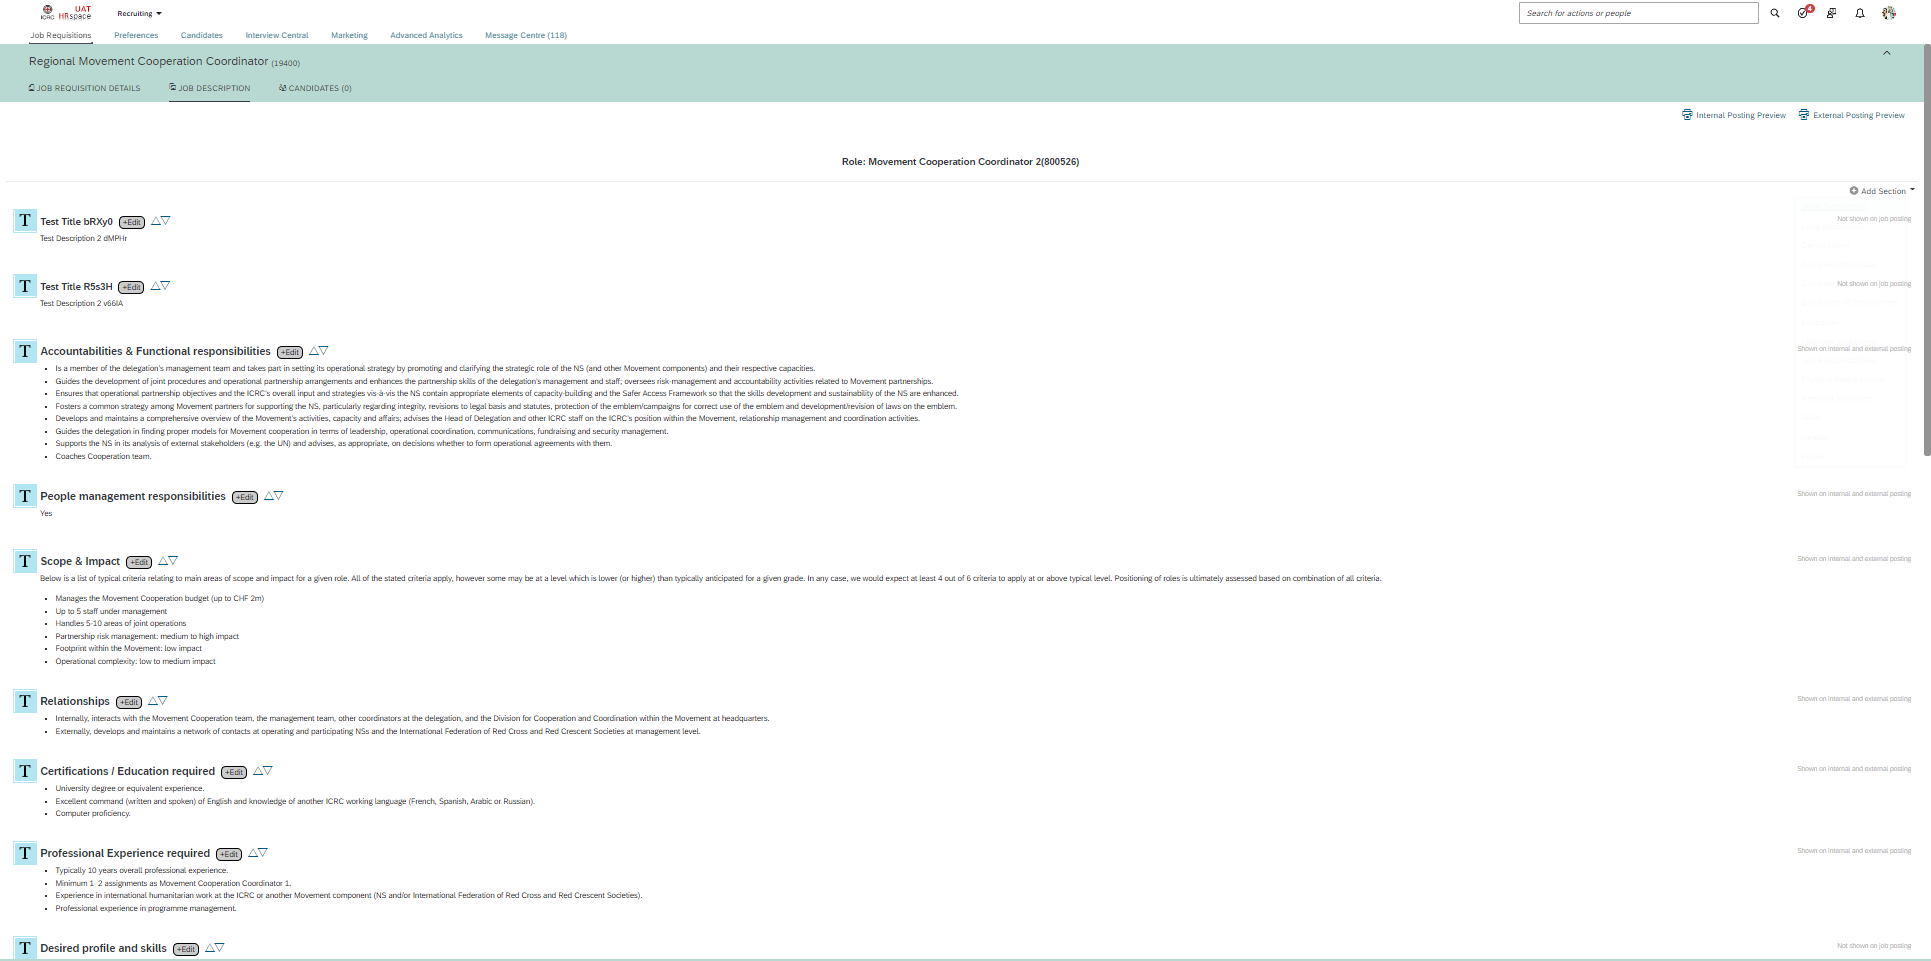 ICRC
UAT
HRspace
Recruiting
Search for actions or people
4
Job Requisitions
Preferences
Candidates
Interview Central
Marketing
Advanced Analytics
Message Centre (118)
Regional Movement Cooperation Coordinator (19400)
JOB REQUISITION DETAILS
JOB DESCRIPTION
CANDIDATES (0)
Internal Posting Preview
External Posting Preview
Role: Movement Cooperation Coordinator 2(800526)
Add Section
T Test Title bRXy0 +Edit
Not shown on job posting
Test Description 2 dMPHr
T Test Title R5s3H +Edit
Not shown on job posting
Test Description 2 v66IA
T Accountabilities & Functional responsibilities +Edit
Shown on internal and external posting
• Is a member of the delegation's management team and takes part in setting its operational strategy by promoting and clarifying the strategic role of the NS (and other Movement components) and their respective capacities.
• Guides the development of joint procedures and operational partnership arrangements and enhances the partnership skills of the delegation's management and staff; oversees risk-management and accountability activities related to Movement partnerships.
• Ensures that operational partnership objectives and the ICRC's overall input and strategies vis-à-vis the NS contain appropriate elements of capacity-building and the Safer Access Framework so that the skills development and sustainability of the NS are enhanced.
• Fosters a common strategy among Movement partners for supporting the NS, particularly regarding integrity, revisions to legal basis and statutes, protection of the emblem/campaigns for correct use of the emblem and development/revision of laws on the emblem.
• Develops and maintains a comprehensive overview of the Movement's activities, capacity and affairs; advises the Head of Delegation and other ICRC staff on the ICRC's position within the Movement, relationship management and coordination activities.
• Guides the delegation in finding proper models for Movement cooperation in terms of leadership, operational coordination, communications, fundraising and security management.
• Supports the NS in its analysis of external stakeholders (e.g. the UN) and advises, as appropriate, on decisions whether to form operational agreements with them.
• Coaches Cooperation team.
T People management responsibilities +Edit
Shown on internal and external posting
Yes
T Scope & Impact +Edit
Shown on internal and external posting
Below is a list of typical criteria relating to main areas of scope and impact for a given role. All of the stated criteria apply, however some may be at a level which is lower (or higher) than typically anticipated for a given grade. In any case, we would expect at least 4 out of 6 criteria to apply at or above typical level. Positioning of roles is ultimately assessed based on combination of all criteria.
• Manages the Movement Cooperation budget (up to CHF 2m)
• Up to 5 staff under management
• Handles 5-10 areas of joint operations
• Partnership risk management: medium to high impact
• Footprint within the Movement: low impact
• Operational complexity: low to medium impact
T Relationships +Edit
Shown on internal and external posting
• Internally, interacts with the Movement Cooperation team, the management team, other coordinators at the delegation, and the Division for Cooperation and Coordination within the Movement at headquarters.
• Externally, develops and maintains a network of contacts at operating and participating NSs and the International Federation of Red Cross and Red Crescent Societies at management level.
T Certifications / Education required +Edit
Shown on internal and external posting
• University degree or equivalent experience.
• Excellent command (written and spoken) of English and knowledge of another ICRC working language (French, Spanish, Arabic or Russian).
• Computer proficiency.
T Professional Experience required +Edit
Shown on internal and external posting
• Typically 10 years overall professional experience.
• Minimum 1-2 assignments as Movement Cooperation Coordinator 1.
• Experience in international humanitarian work at the ICRC or another Movement component (NS and/or International Federation of Red Cross and Red Crescent Societies).
• Professional experience in programme management.
T Desired profile and skills +Edit
Not shown on job posting